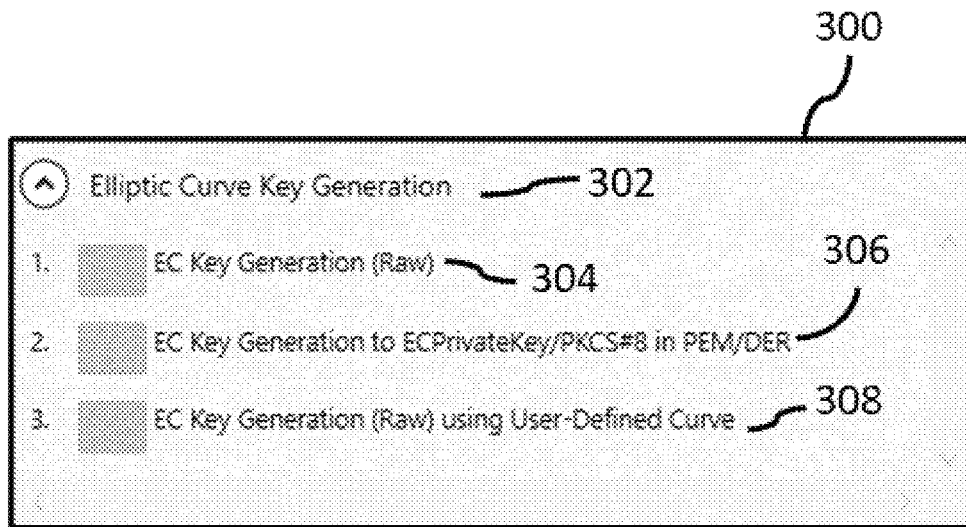 300
Elliptic Curve Key Generation 302
1. EC Key Generation (Raw) 304
306
2. EC Key Generation to ECPrivateKey/PKCS#8 in PEM/DER
3. EC Key Generation (Raw) using User-Defined Curve 308